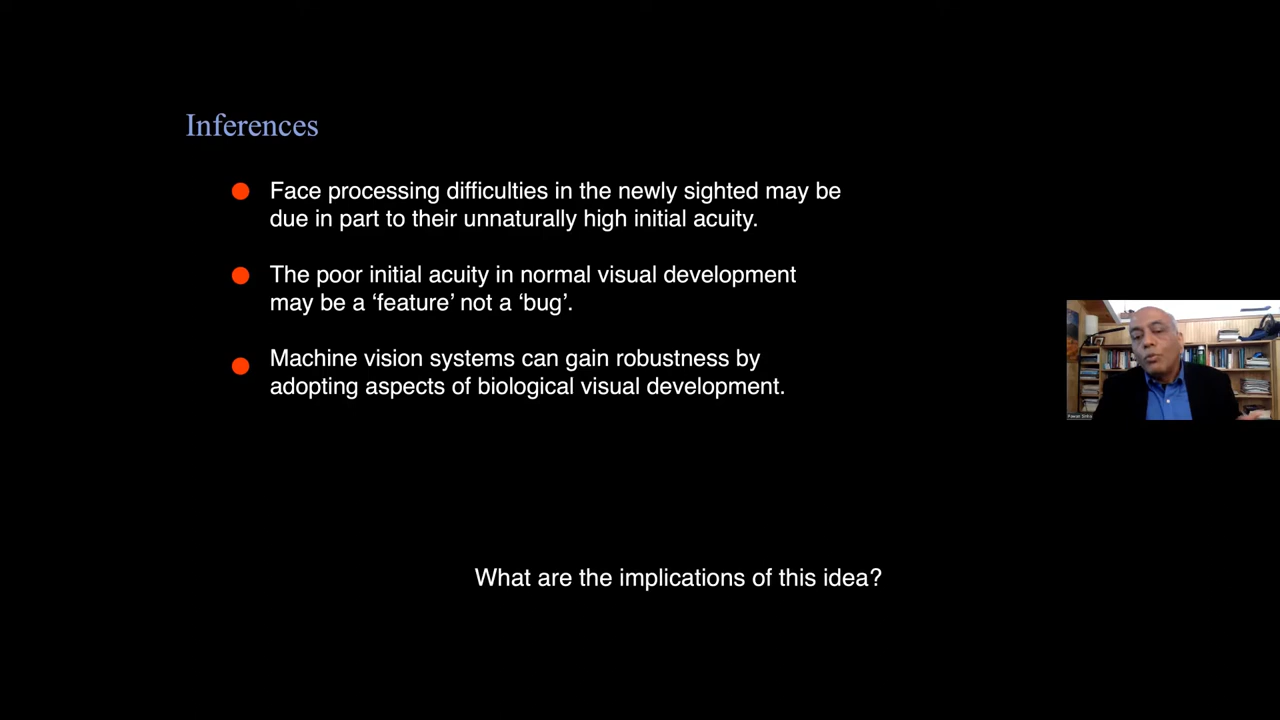 Inferences
Face processing difficulties in the newly sighted may be
due in part to their unnaturally high initial acuity.
The poor initial acuity in normal visual development
may be a ‘feature’ not a ‘bug’.
Machine vision systems can gain robustness by
adopting aspects of biological visual development.
What are the implications of this idea?